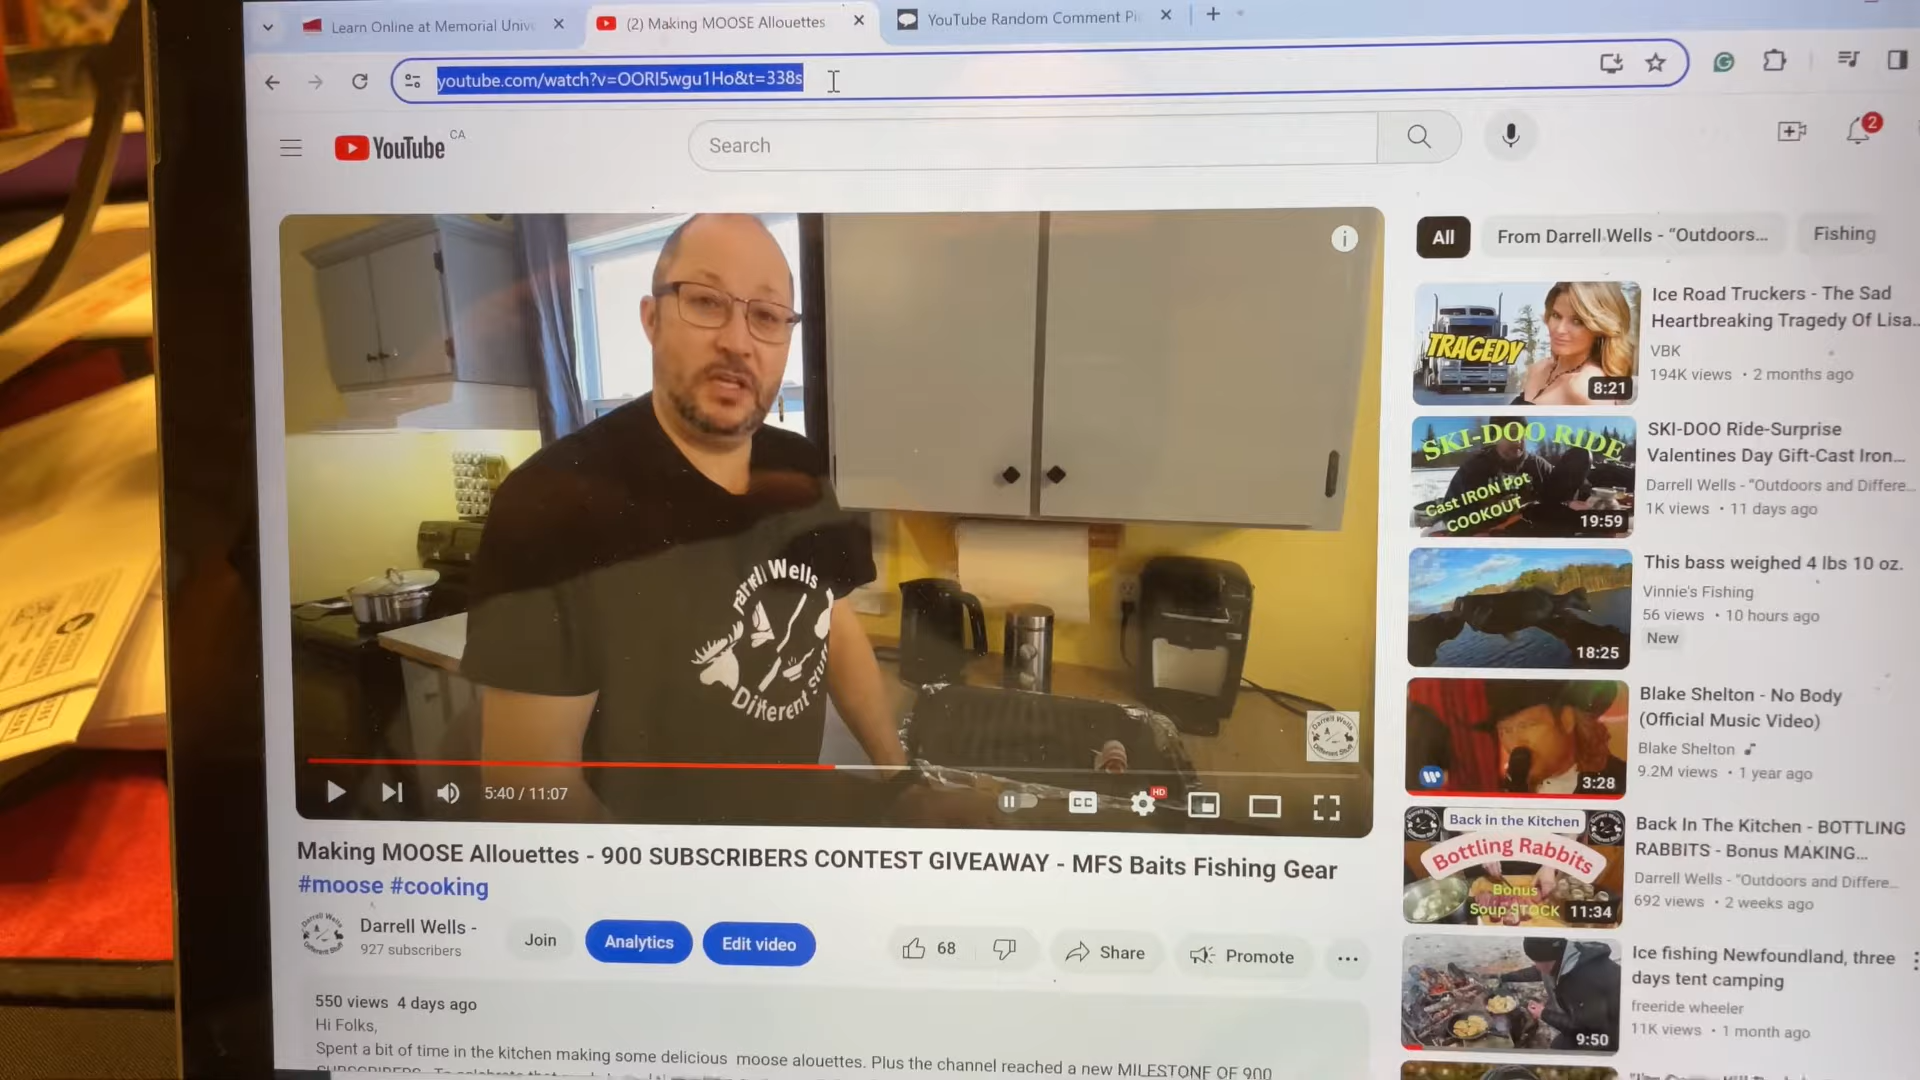 Learn Online at Memorial Univ
(2) Making MOOSE Allouettes
YouTube Random Comment Pi
youtube.com/watch?v=OORI5wgu1Ho&t=338s
YouTube CA
Search
2
All
From Darrell Wells - “Outdoors...
Fishing
TRAGEDY
8:21
Ice Road Truckers - The Sad
Heartbreaking Tragedy Of Lisa...
VBK
194K views • 2 months ago
SKI-DOO RIDE
Cast IRON Pot
COOKOUT
19:59
SKI-DOO Ride-Surprise
Valentines Day Gift-Cast Iron...
Darrell Wells - "Outdoors and Differe...
1K views • 11 days ago
18:25
This bass weighed 4 lbs 10 oz.
Vinnie's Fishing
56 views • 10 hours ago
New
3:28
Blake Shelton - No Body
(Official Music Video)
Blake Shelton
9.2M views • 1 year ago
Back in the Kitchen
Bottling Rabbits
Bonus
Soup STOCK
11:34
Back In The Kitchen - BOTTLING
RABBITS - Bonus MAKING...
Darrell Wells - "Outdoors and Differe...
692 views • 2 weeks ago
9:50
Ice fishing Newfoundland, three
days tent camping
freeride wheeler
11K views • 1 month ago
Darrell Wells
Different Stuff
Darrell Wells
Different Stuff
5:40 / 11:07
CC
HD
Making MOOSE Allouettes - 900 SUBSCRIBERS CONTEST GIVEAWAY - MFS Baits Fishing Gear
#moose #cooking
Darrell Wells -
927 subscribers
Join
Analytics
Edit video
68
Share
Promote
550 views 4 days ago
Hi Folks,
Spent a bit of time in the kitchen making some delicious moose alouettes. Plus the channel reached a new MILESTONE OF 900